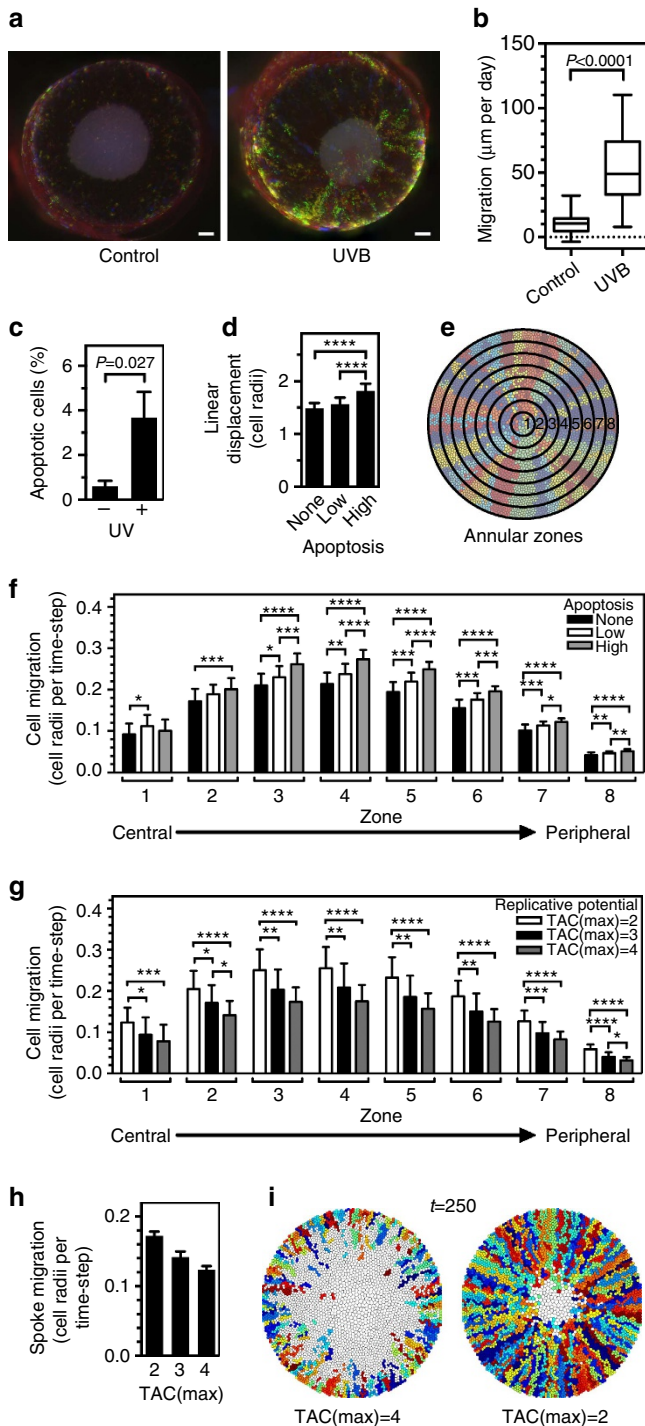 a
Control
UVB
b
Migration (µm per day)
150
100
50
0
P<0.0001
Control
UVB
c
Apoptotic cells (%)
6
4
2
0
P=0.027
− +
UV
d
Linear
displacement
(cell radii)
2
1
0
****
****
None
Low
High
Apoptosis
e
1 2 3 4 5 6 7 8
Annular zones
f
Cell migration
(cell radii per time-step)
0.4
0.3
0.2
0.1
0.0
Apoptosis
None
Low
High
*
***
**** * ***
**** ** ****
**** *** ****
**** *** ***
**** *** *
**** ** **
1 2 3 4 5 6 7 8
Zone
Central Peripheral
g
Cell migration
(cell radii per time-step)
0.4
0.3
0.2
0.1
0.0
Replicative potential
TAC(max)=2
TAC(max)=3
TAC(max)=4
*** *
**** * *
**** **
**** **
**** **
**** **
**** ***
**** **** *
1 2 3 4 5 6 7 8
Zone
Central Peripheral
h
Spoke migration
(cell radii per
time-step)
0.2
0.1
0.0
2 3 4
TAC(max)
i
t=250
TAC(max)=4
TAC(max)=2